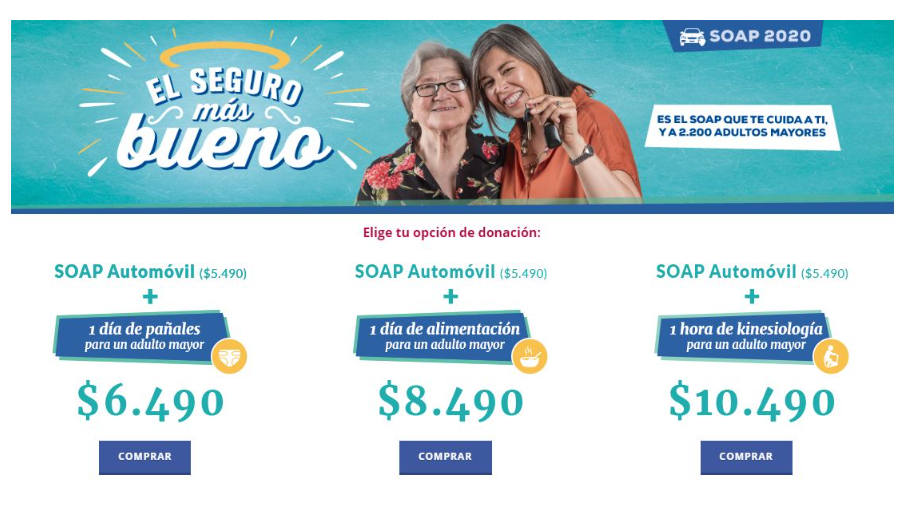 SOAP 2020
EL SEGURO
más
bueno
ES EL SOAP QUE TE CUIDA A TI,
Y A 2.200 ADULTOS MAYORES
Elige tu opción de donación:
SOAP Automóvil ($5.490)
+
1 día de pañales
para un adulto mayor
$6.490
COMPRAR
SOAP Automóvil ($5.490)
+
1 día de alimentación
para un adulto mayor
$8.490
COMPRAR
SOAP Automóvil ($5.490)
+
1 hora de kinesiología
para un adulto mayor
$10.490
COMPRAR